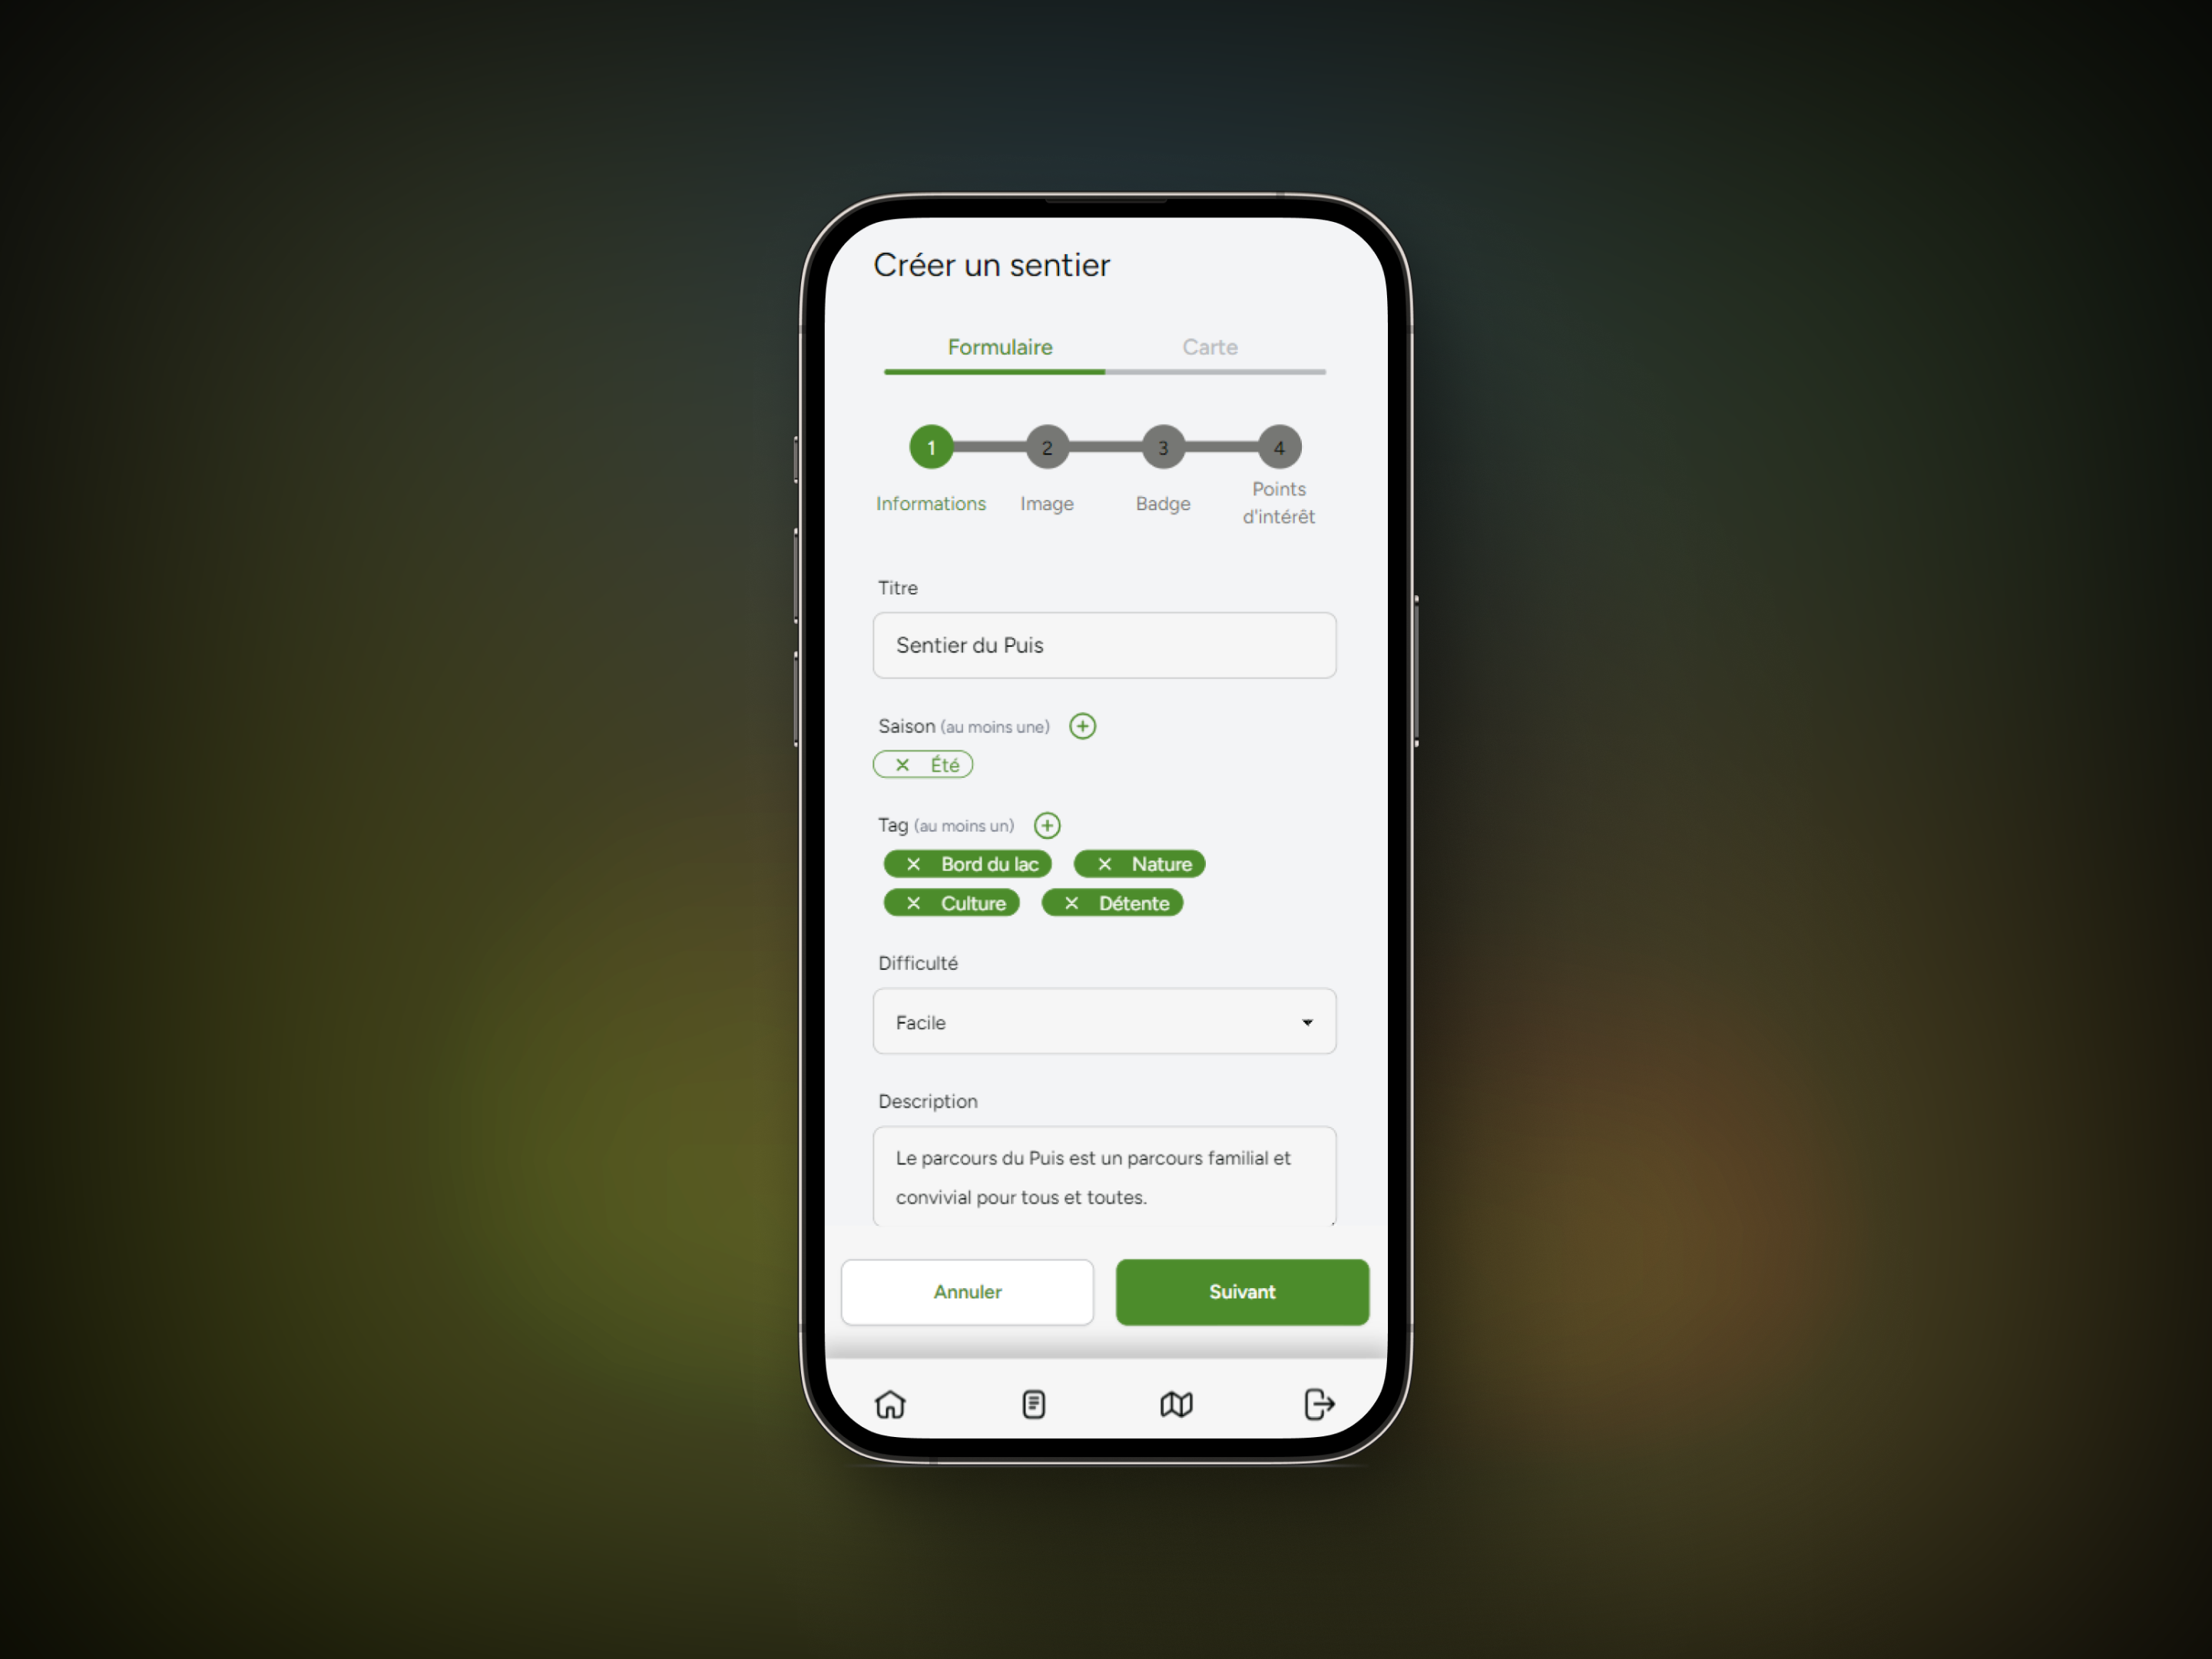 Créer un sentier
Formulaire
Carte
1
2
3
4
Informations
Image
Badge
Points
d'intérêt
Titre
Sentier du Puis
Saison (au moins une)
Été
Tag (au moins un)
Bord du lac
Nature
Culture
Détente
Difficulté
Facile
Description
Le parcours du Puis est un parcours familial et
convivial pour tous et toutes.
Annuler
Suivant